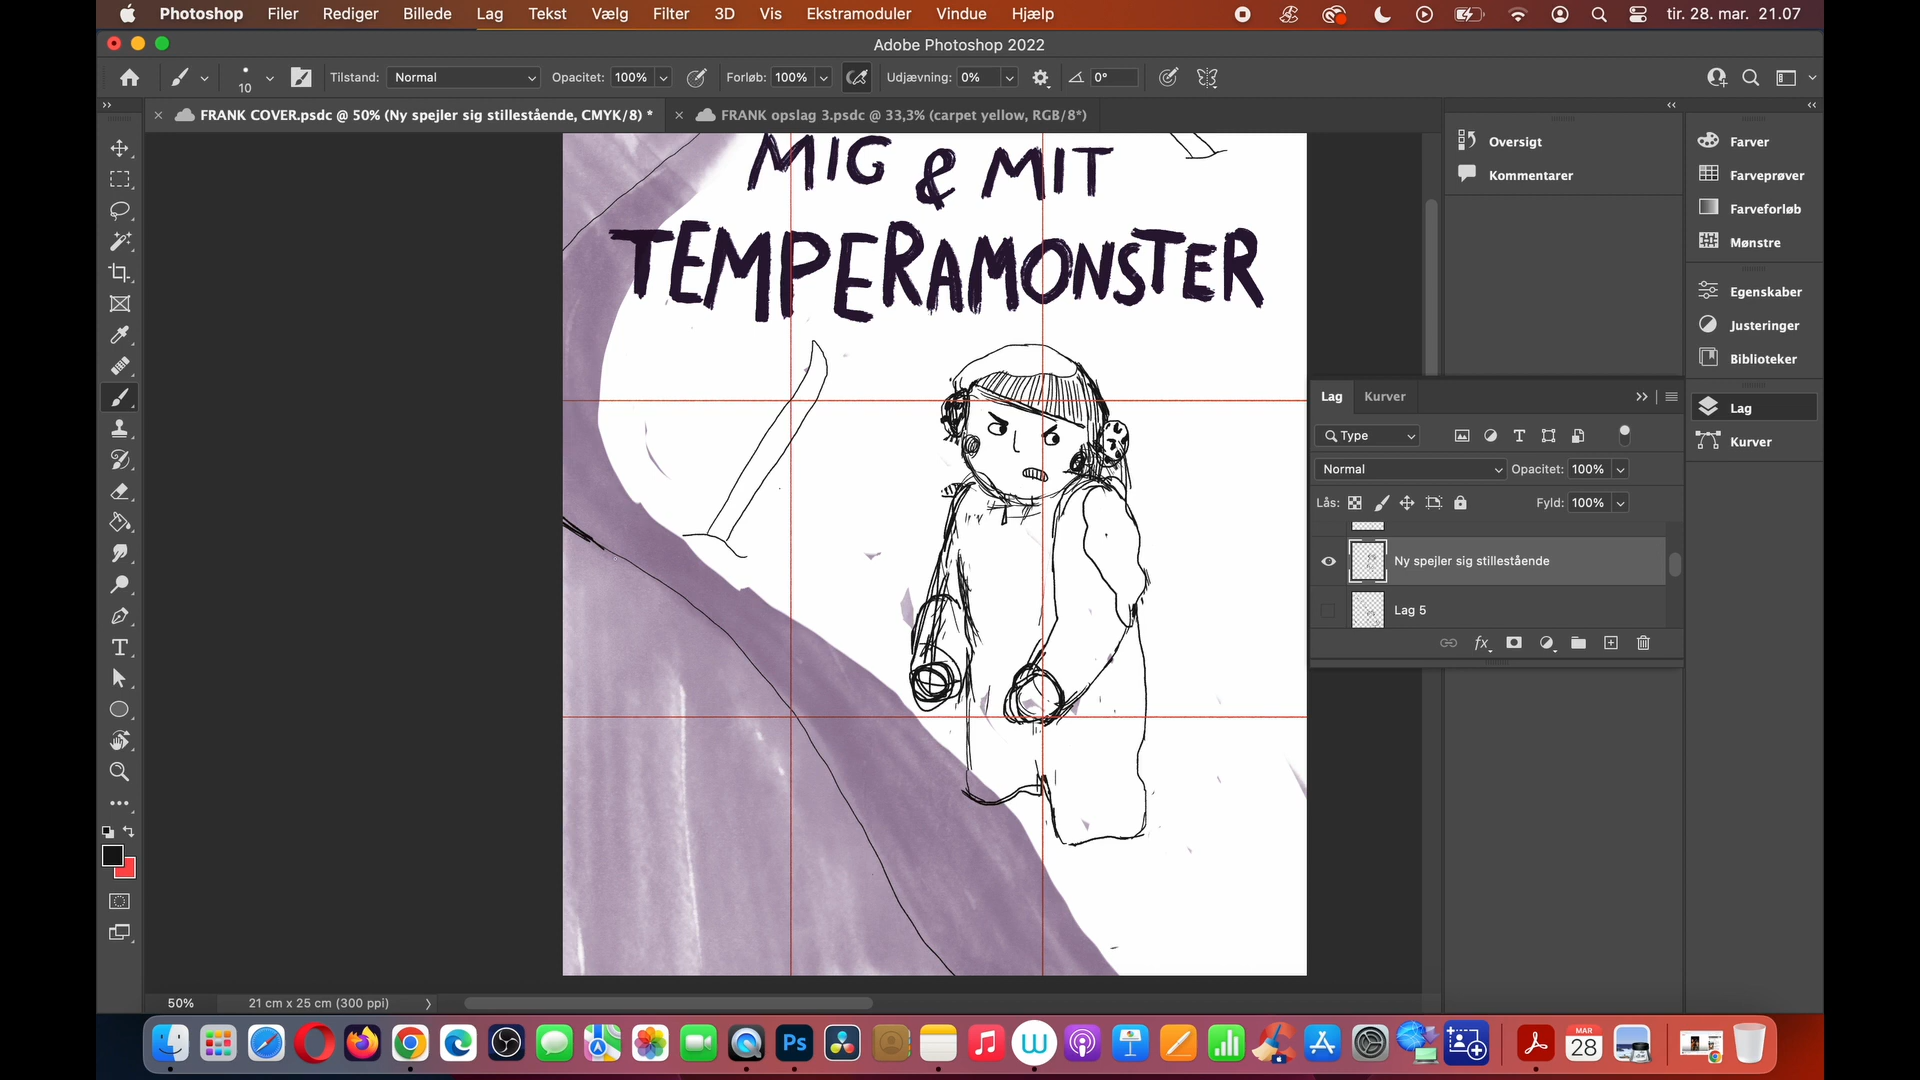 Photoshop Filer Rediger Billede Lag Tekst Vælg Filter 3D Vis Ekstramoduler Vindue Hjælp tir. 28. mar. 21.07
Adobe Photoshop 2022
10 Tilstand: Normal Opacitet: 100% Forløb: 100% Udjævning: 0% 0°
FRANK COVER.psdc @ 50% (Ny spejler sig stillestående, CMYK/8) * FRANK opslag 3.psdc @ 33,3% (carpet yellow, RGB/8*)
MIG & MIT
TEMPERAMONSTER
Oversigt
Kommentarer
Farver
Farveprøver
Farveforløb
Mønstre
Egenskaber
Justeringer
Biblioteker
Lag
Kurver
Lag Kurver
Type
Normal Opacitet: 100%
Lås: Fyld: 100%
Ny spejler sig stillestående
Lag 5
fx
50% 21 cm x 25 cm (300 ppi)
Ps
MAR
28